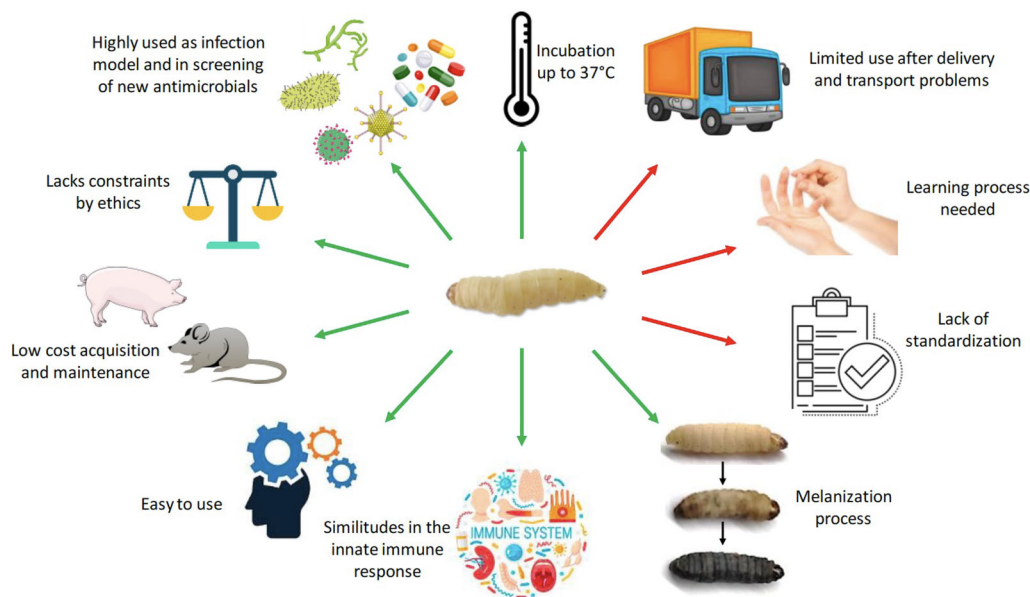 Highly used as infection
model and in screening
of new antimicrobials
Incubation
up to 37°C
Limited use after delivery
and transport problems
Lacks constraints
by ethics
Learning process
needed
Low cost acquisition
and maintenance
Lack of
standardization
Easy to use
Similitudes in the
innate immune
response
IMMUNE SYSTEM
Melanization
process